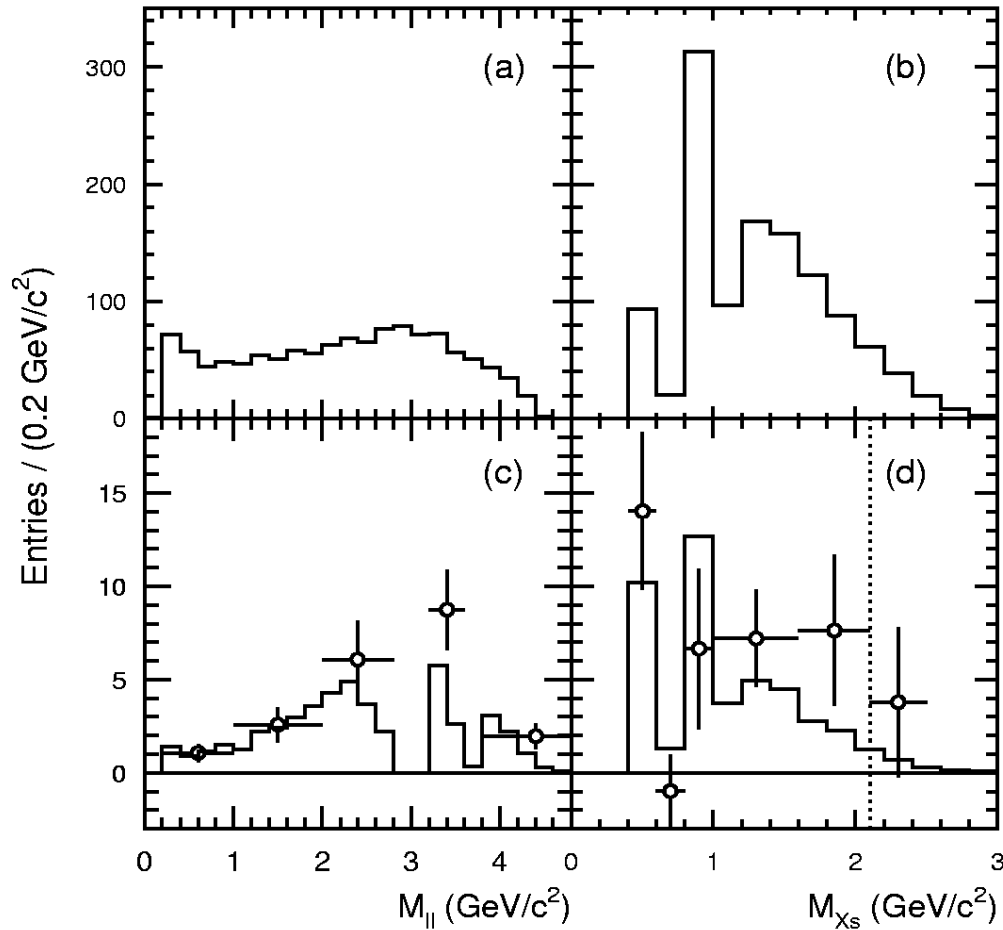 300
200
100
0
(a)
(b)
Entries / (0.2 GeV/c²)
15
10
5
0
(c)
(d)
0 1 2 3 4 0 1 2 3
M_ll (GeV/c²)
M_Xs (GeV/c²)